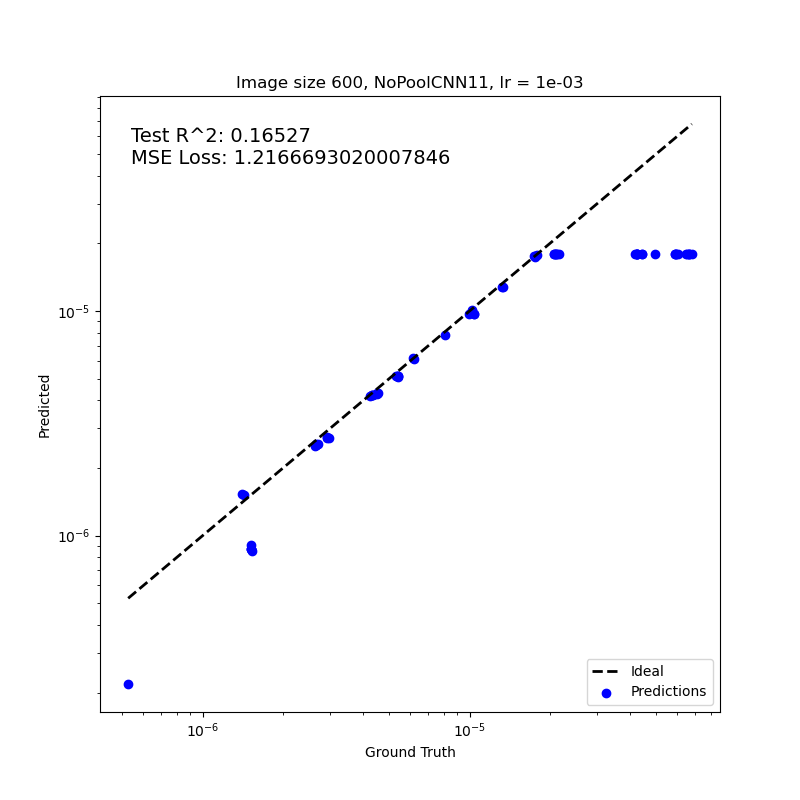 Image size 600, NoPoolCNN11, lr = 1e-03
Test R^2: 0.16527
MSE Loss: 1.2166693020007846
10⁻⁵
10⁻⁶
Predicted
Ideal
Predictions
10⁻⁶ 10⁻⁵
Ground Truth